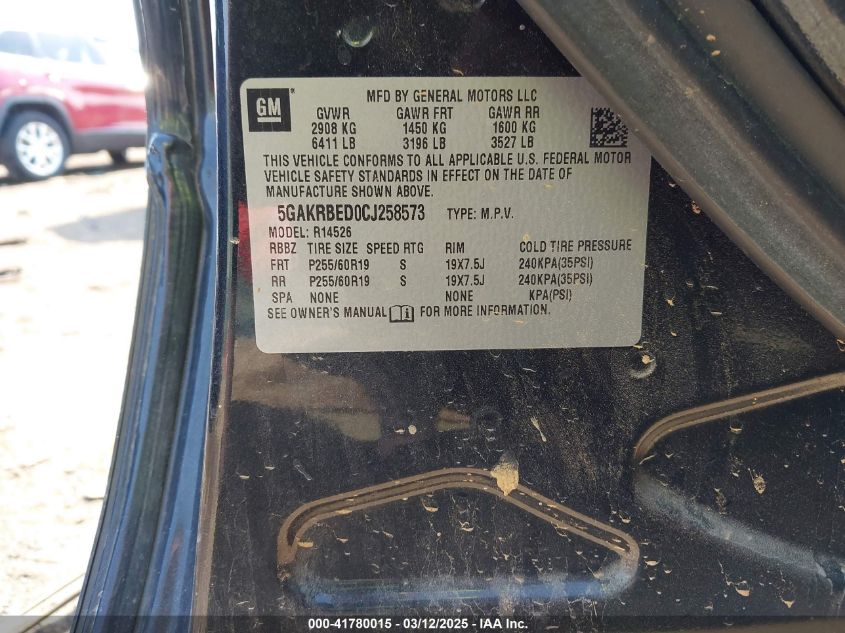 GM
MFD BY GENERAL MOTORS LLC
GVWR GAWR FRT GAWR RR
2908 KG 1450 KG 1600 KG
6411 LB 3196 LB 3527 LB
THIS VEHICLE CONFORMS TO ALL APPLICABLE U.S. FEDERAL MOTOR
VEHICLE SAFETY STANDARDS IN EFFECT ON THE DATE OF
MANUFACTURE SHOWN ABOVE.
5GAKRBED0CJ258573 TYPE: M.P.V.
MODEL: R14526
RBBZ TIRE SIZE SPEED RTG RIM COLD TIRE PRESSURE
FRT P255/60R19 S 19X7.5J 240KPA(35PSI)
RR P255/60R19 S 19X7.5J 240KPA(35PSI)
SPA NONE NONE KPA(PSI)
SEE OWNER'S MANUAL FOR MORE INFORMATION.
000-41780015 - 03/12/2025 - IAA, Inc.